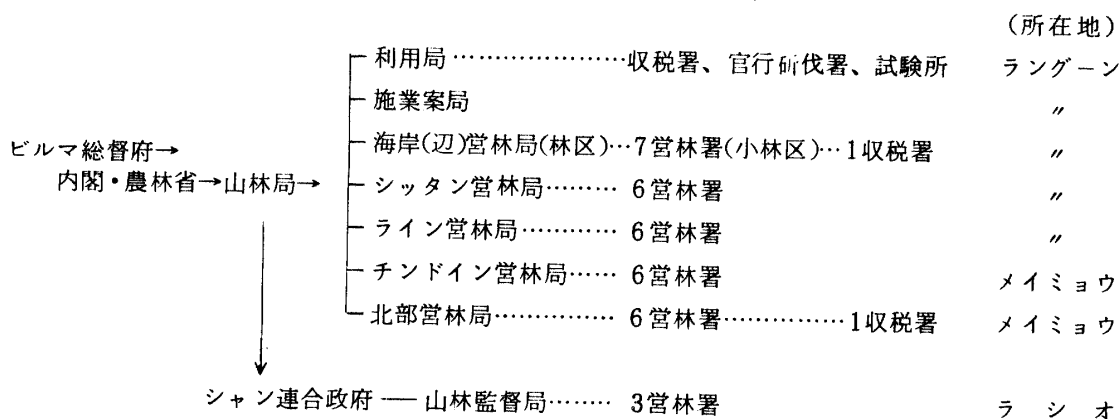 (所在地)
利用局…………………収税署、官行斫伐署、試験所 ラングーン
施業案局 〃
海岸(辺)営林局(林区)…7営林署(小林区)…1収税署 〃
ビルマ総督府→
内閣・農林省→山林局→
シッタン営林局……… 6営林署 〃
ライン営林局………… 6営林署 〃
チンドイン営林局…… 6営林署 メイミョウ
北部営林局…………… 6営林署……………1収税署 メイミョウ
シャン連合政府 ── 山林監督局…… 3営林署 ラシオ